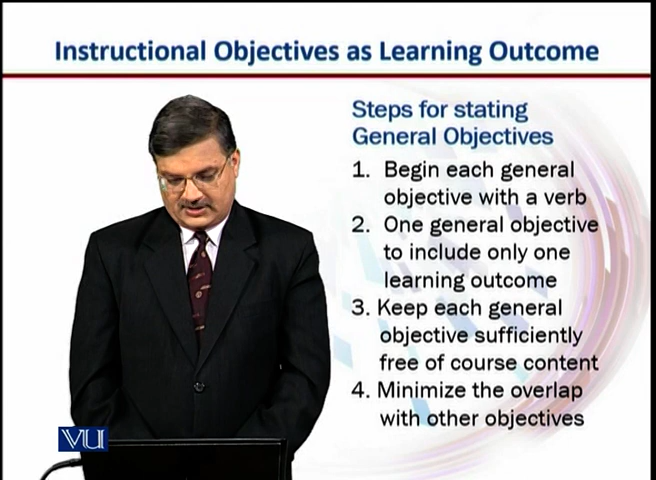 Instructional Objectives as Learning Outcome
Steps for stating
General Objectives
1. Begin each general
objective with a verb
2. One general objective
to include only one
learning outcome
3. Keep each general
objective sufficiently
free of course content
4. Minimize the overlap
with other objectives
VU